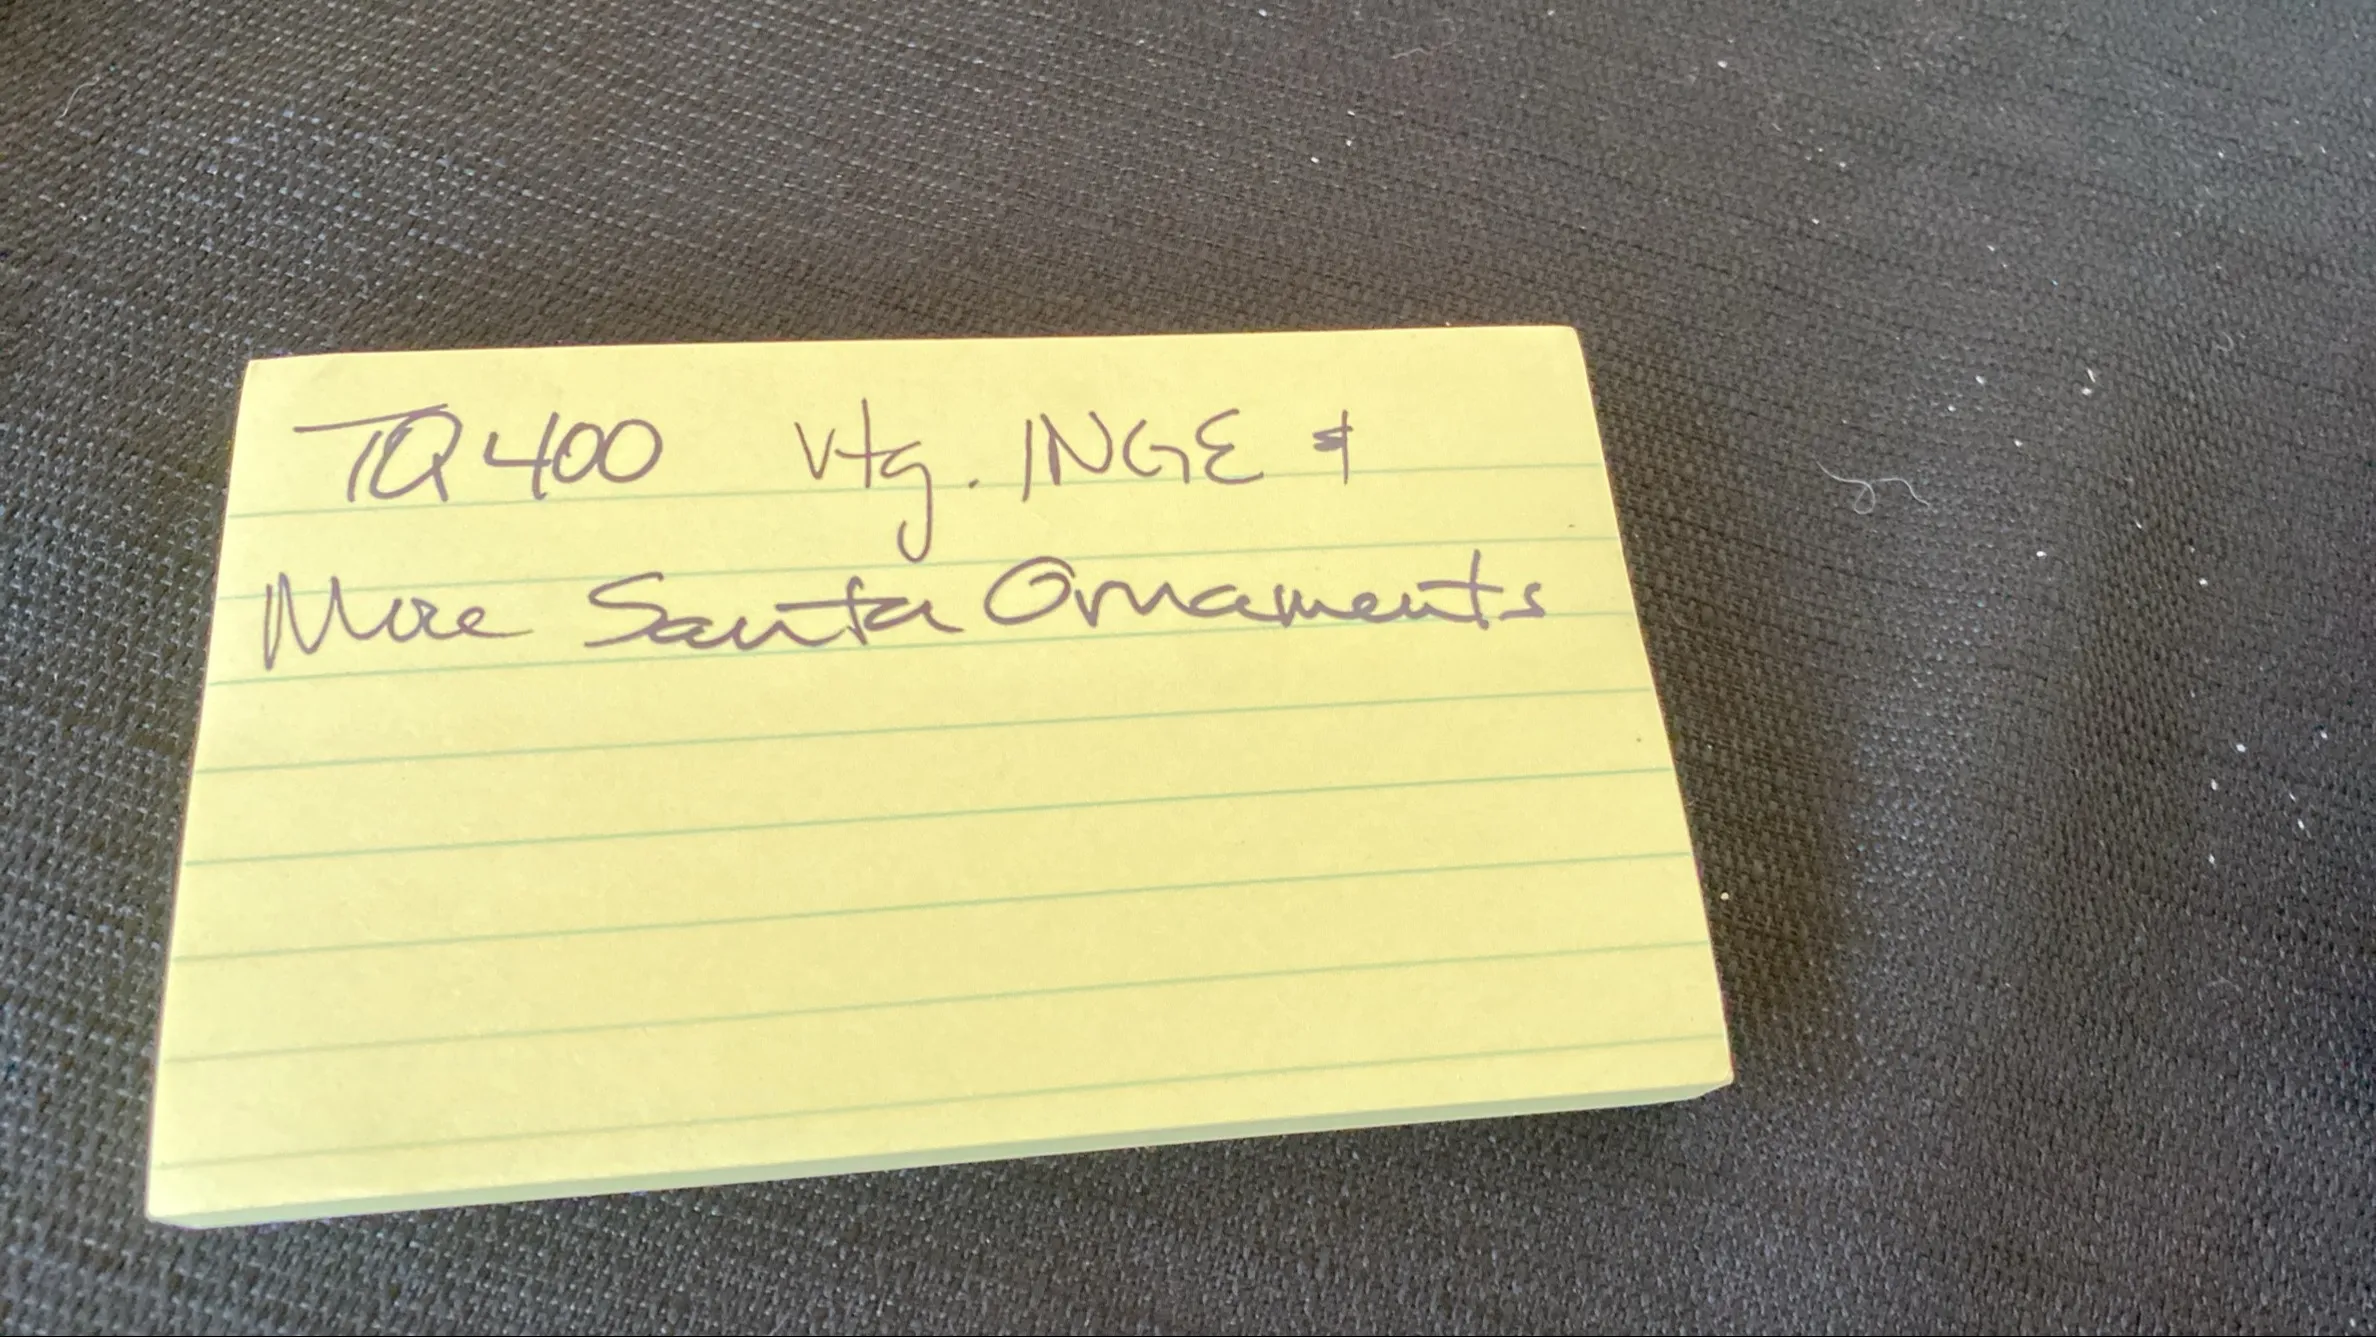 TQ400 Vtg. INGE &
More Santa Ornaments